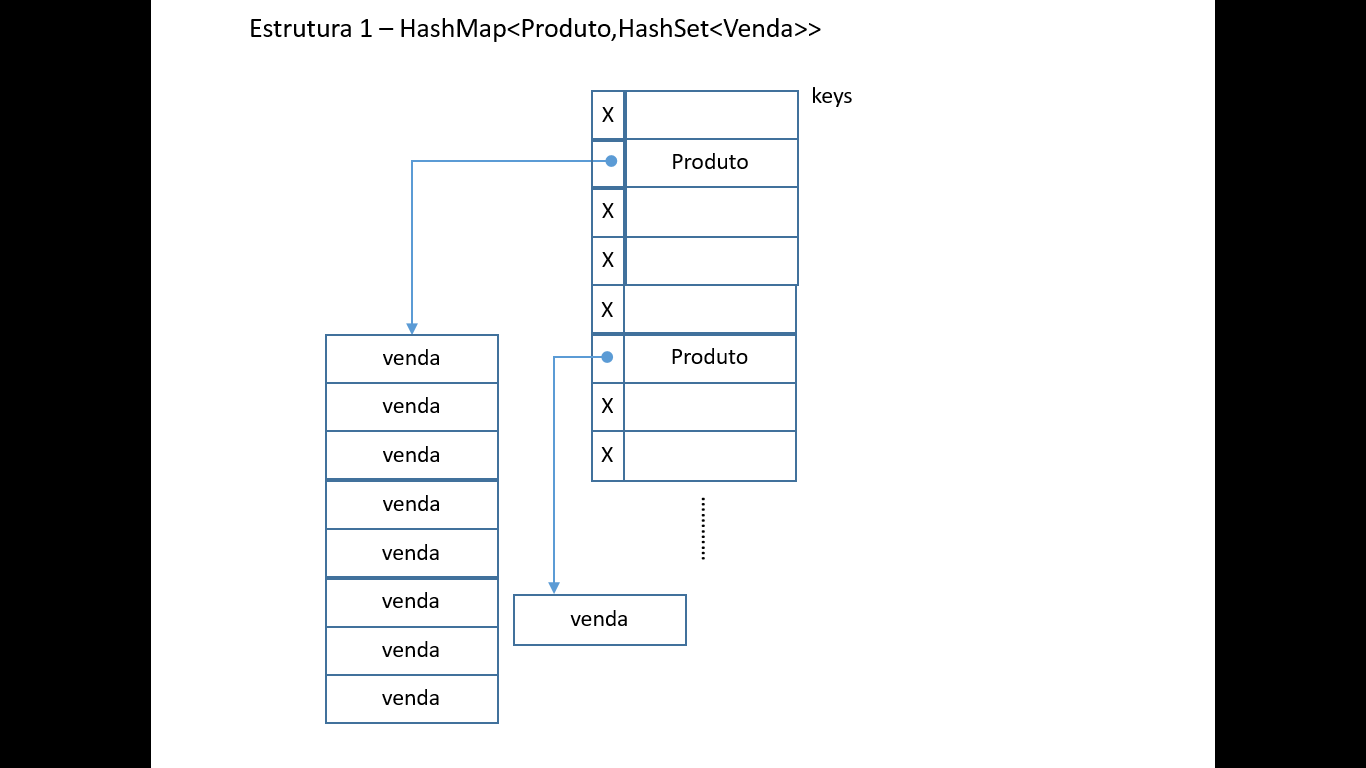 Estrutura 1 – HashMap<Produto,HashSet<Venda>>
keys
X
Produto
X
X
X
Produto
X
X
venda
venda
venda
venda
venda
venda
venda
venda
venda